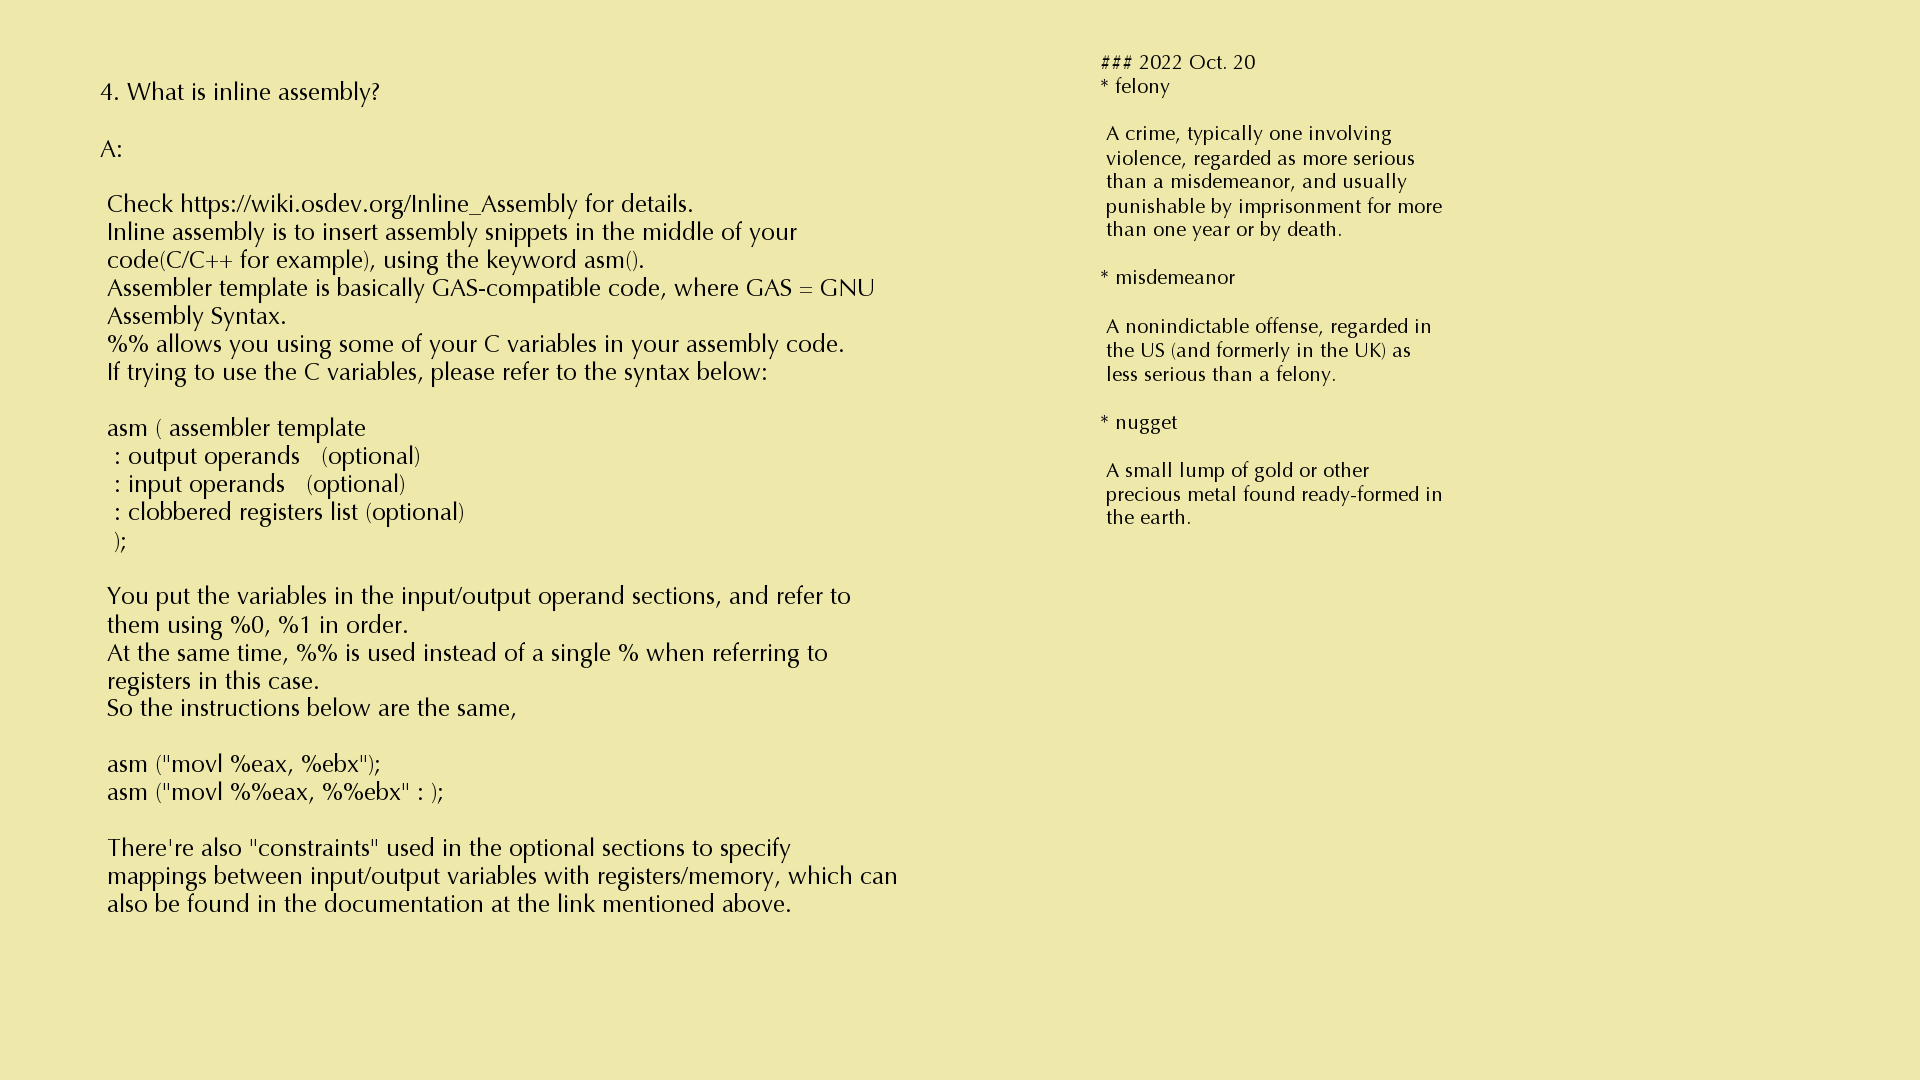 4. What is inline assembly?
A:
Check https://wiki.osdev.org/Inline_Assembly for details.
Inline assembly is to insert assembly snippets in the middle of your
code(C/C++ for example), using the keyword asm().
Assembler template is basically GAS-compatible code, where GAS = GNU
Assembly Syntax.
%% allows you using some of your C variables in your assembly code.
If trying to use the C variables, please refer to the syntax below:
asm ( assembler template
: output operands (optional)
: input operands (optional)
: clobbered registers list (optional)
);
You put the variables in the input/output operand sections, and refer to
them using %0, %1 in order.
At the same time, %% is used instead of a single % when referring to
registers in this case.
So the instructions below are the same,
asm ("movl %eax, %ebx");
asm ("movl %%eax, %%ebx" : );
There're also "constraints" used in the optional sections to specify
mappings between input/output variables with registers/memory, which can
also be found in the documentation at the link mentioned above.
### 2022 Oct. 20
* felony
A crime, typically one involving
violence, regarded as more serious
than a misdemeanor, and usually
punishable by imprisonment for more
than one year or by death.
* misdemeanor
A nonindictable offense, regarded in
the US (and formerly in the UK) as
less serious than a felony.
* nugget
A small lump of gold or other
precious metal found ready-formed in
the earth.